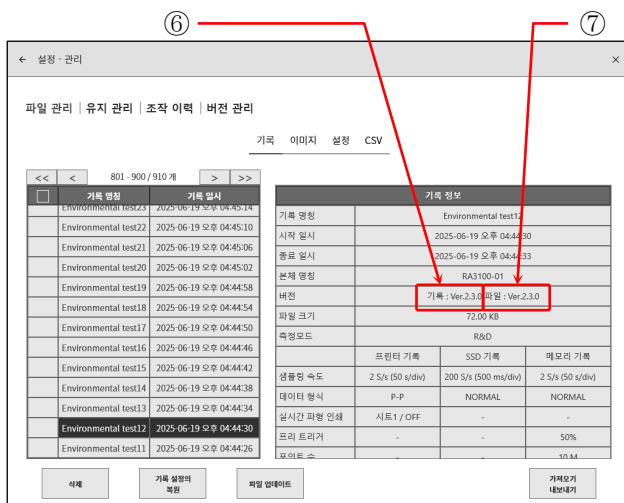 ⑥ ⑦
← 설정 - 관리 ×
파일 관리 | 유지 관리 | 조작 이력 | 버전 관리
기록 이미지 설정 CSV
<< < 801 - 900 / 910 개 > >>
기록 명칭 기록 일시
Environmental test23 2025-06-19 오후 04:45:14
Environmental test22 2025-06-19 오후 04:45:10
Environmental test21 2025-06-19 오후 04:45:06
Environmental test20 2025-06-19 오후 04:45:02
Environmental test19 2025-06-19 오후 04:44:58
Environmental test18 2025-06-19 오후 04:44:54
Environmental test17 2025-06-19 오후 04:44:50
Environmental test16 2025-06-19 오후 04:44:46
Environmental test15 2025-06-19 오후 04:44:42
Environmental test14 2025-06-19 오후 04:44:38
Environmental test13 2025-06-19 오후 04:44:34
Environmental test12 2025-06-19 오후 04:44:30
Environmental test11 2025-06-19 오후 04:44:26
기록 정보
기록 명칭 Environmental test12
시작 일시 2025-06-19 오후 04:44:30
종료 일시 2025-06-19 오후 04:44:33
본체 명칭 RA3100-01
버전 기록 : Ver.2.3.0 파일 : Ver.2.3.0
파일 크기 72.00 KB
측정모드 R&D
프린터 기록 SSD 기록 메모리 기록
샘플링 속도 2 S/s (50 s/div) 200 S/s (500 ms/div) 2 S/s (50 s/div)
데이터 형식 P-P NORMAL NORMAL
실시간 파형 인쇄 시트1 / OFF - -
프리 트리거 - - 50%
포인트 수 - - 10 M
삭제
기록 설정의
복원
파일 업데이트
가져오기
내보내기